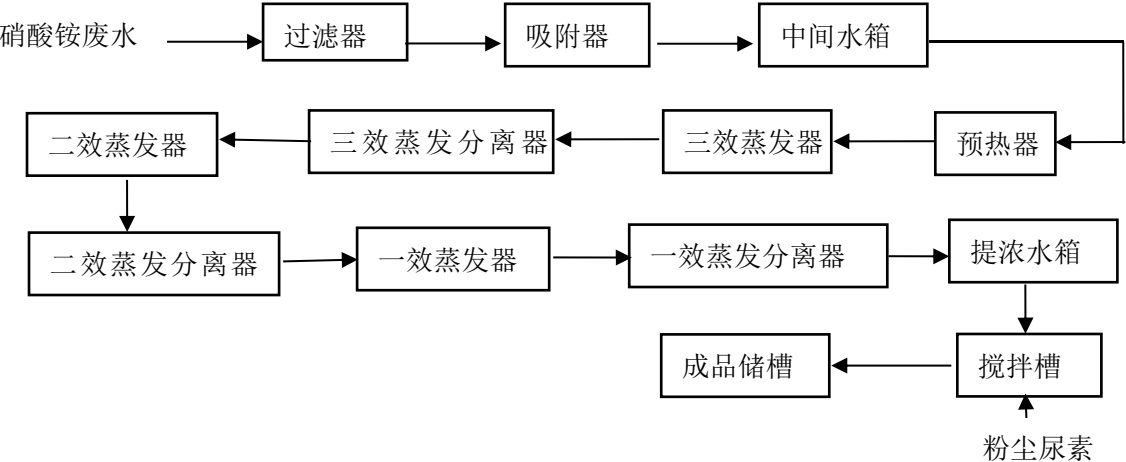 硝酸铵废水
过滤器
吸附器
中间水箱
二效蒸发器
三效蒸发分离器
三效蒸发器
预热器
二效蒸发分离器
一效蒸发器
一效蒸发分离器
提浓水箱
成品储槽
搅拌槽
粉尘尿素